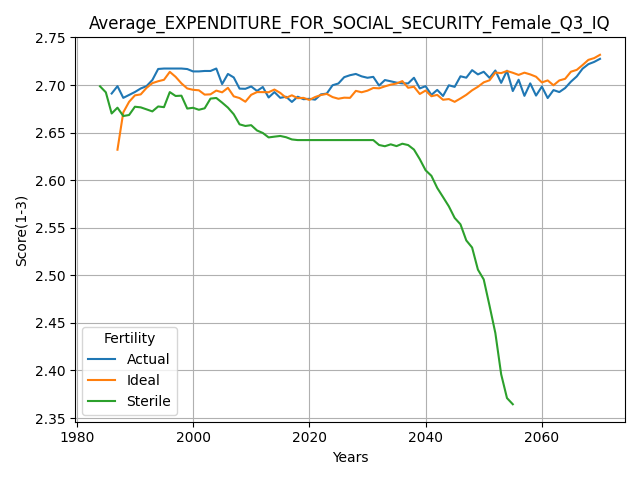 Average_EXPENDITURE_FOR_SOCIAL_SECURITY_Female_Q3_IQ
2.75
2.70
2.65
2.60
2.55
2.50
2.45
2.40
2.35
Score(1-3)
Fertility
Actual
Ideal
Sterile
1980 2000 2020 2040 2060
Years